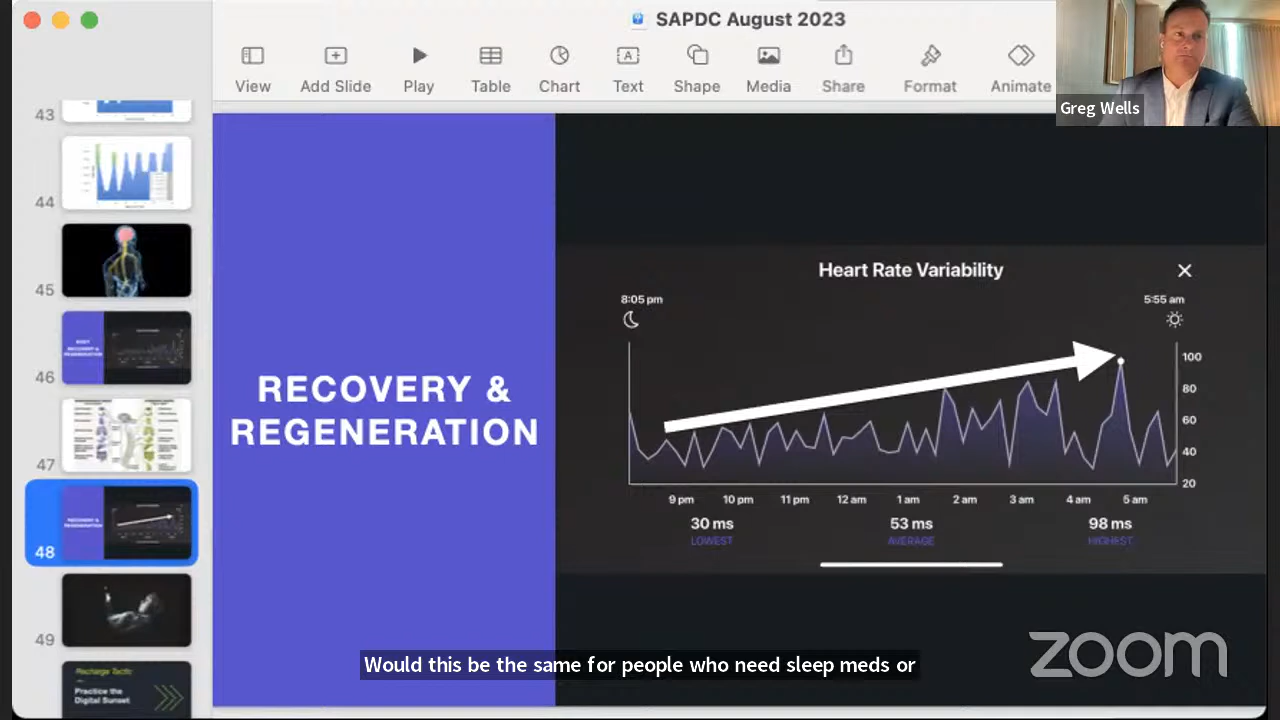 SAPDC August 2023
View
Add Slide
Play
Table
Chart
Text
Shape
Media
Share
Format
Animate
Greg Wells
43
44
45
46
RECOVERY &
REGENERATION
47
48
RECOVERY &
REGENERATION
49
Recharge Tactic:
Practice the
Digital Sunset
RECOVERY &
REGENERATION
Heart Rate Variability
8:05 pm
5:55 am
100
80
60
40
20
9 pm
10 pm
11 pm
12 am
1 am
2 am
3 am
4 am
5 am
30 ms
53 ms
98 ms
LOWEST
AVERAGE
HIGHEST
Would this be the same for people who need sleep meds or
zoom